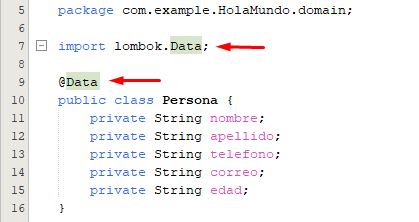 5 package com.example.HolaMundo.domain;
6
7 import lombok.Data;
8
9 @Data
10 public class Persona {
11 private String nombre;
12 private String apellido;
13 private String telefono;
14 private String correo;
15 private String edad;
16 }